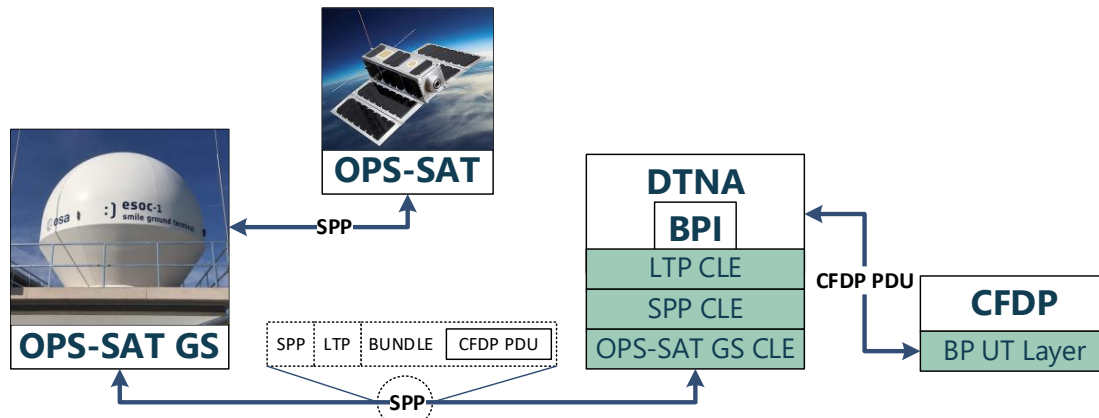 OPS-SAT
SPP
esa
:) esoc-1
smile ground terminal
OPS-SAT GS
SPP LTP BUNDLE CFDP PDU
SPP
DTNA
BPI
LTP CLE
SPP CLE
OPS-SAT GS CLE
CFDP PDU
CFDP
BP UT Layer